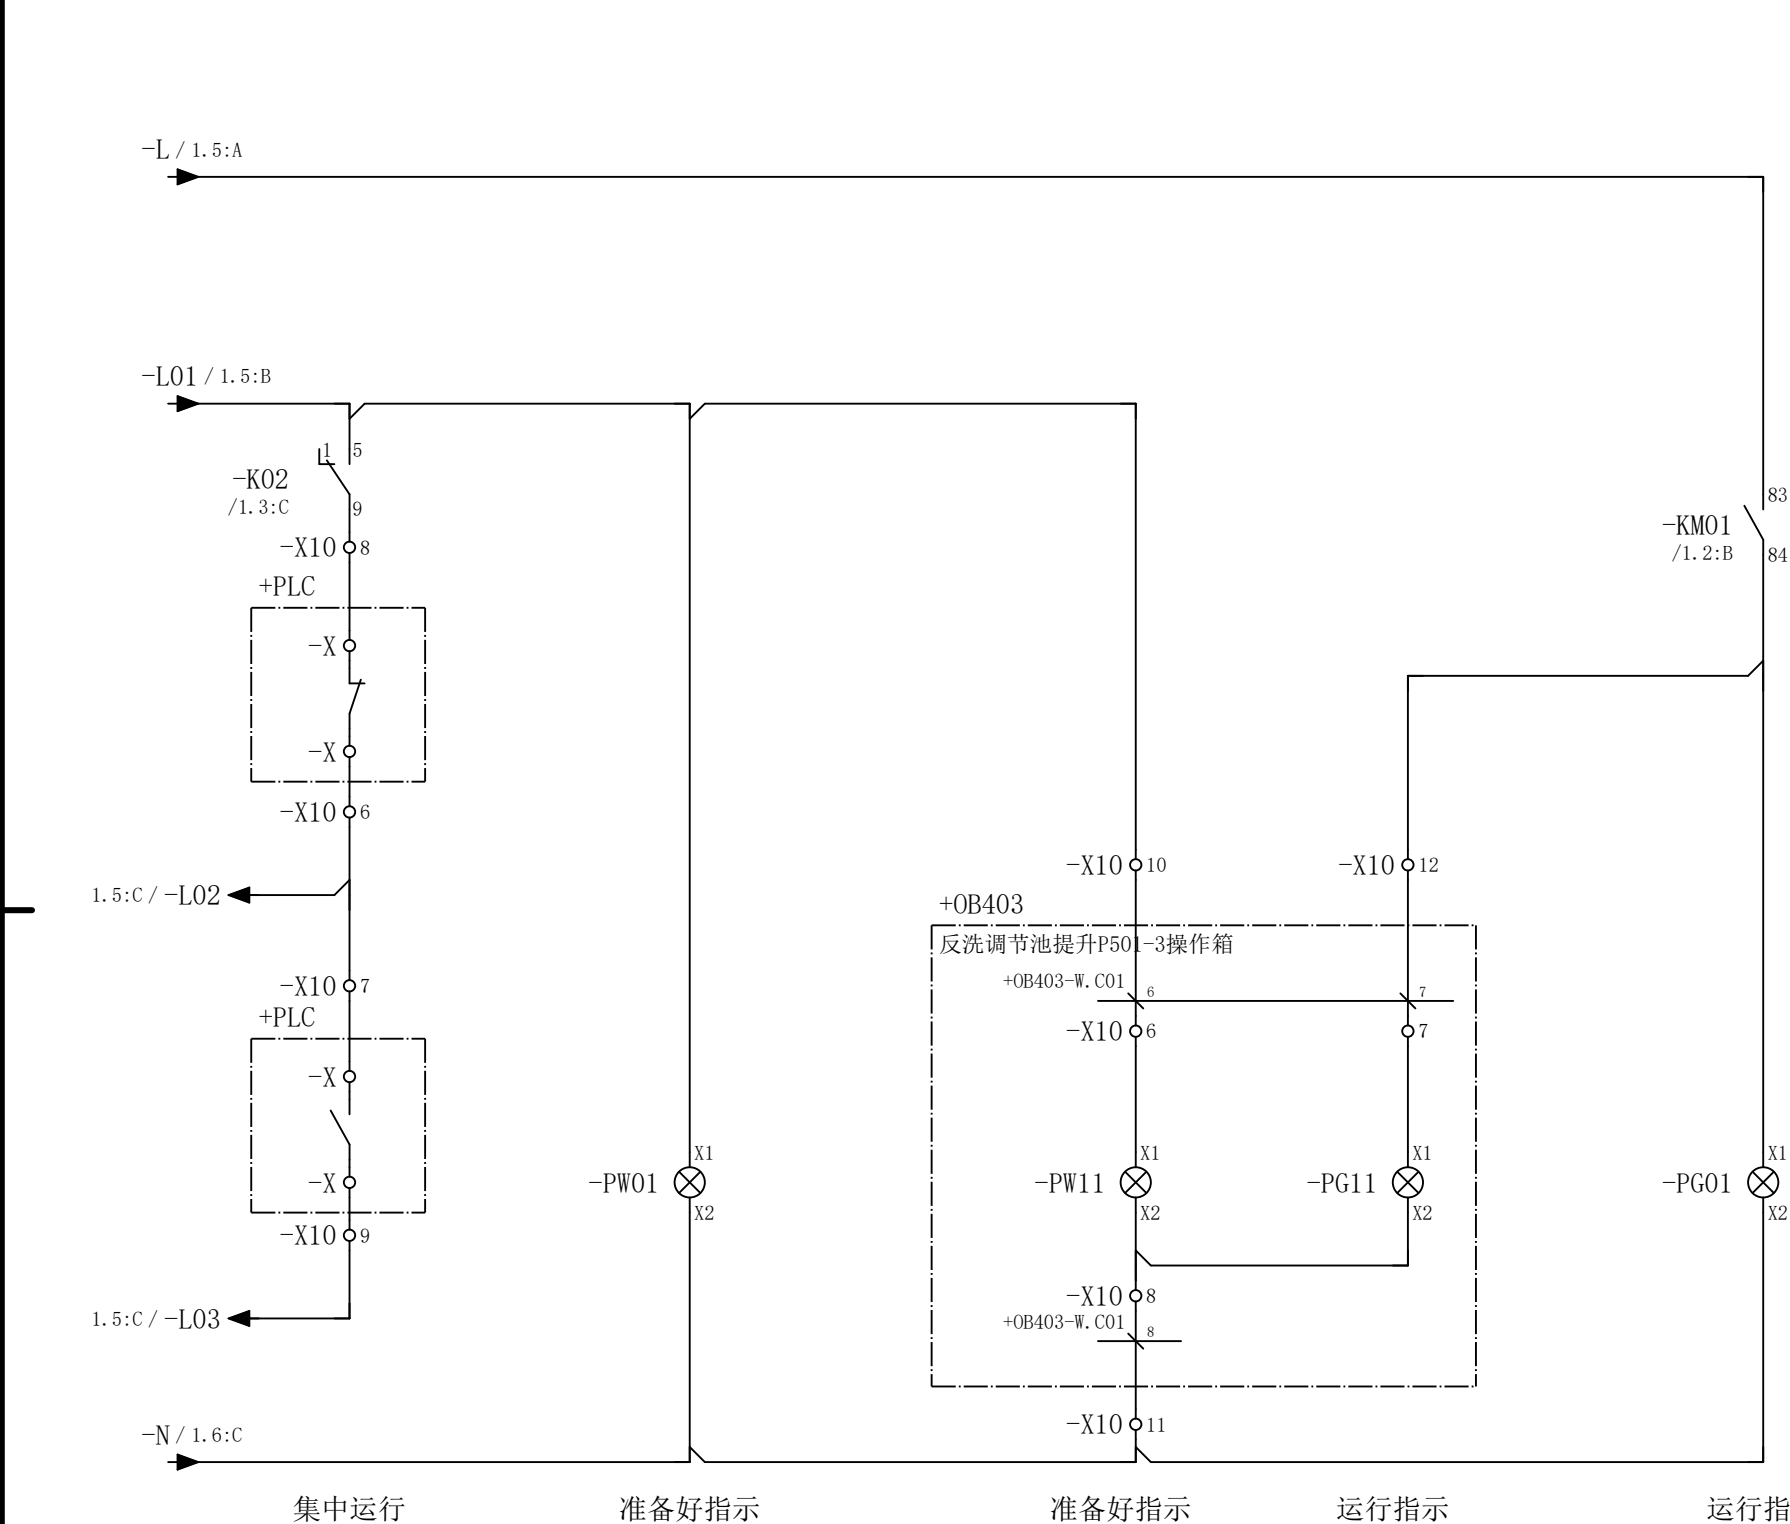 -L / 1.5:A
-L01 / 1.5:B
1 5
-K02
/1.3:C
9
83
-KM01
/1.2:B
84
-X10 8
+PLC
-X
-X
-X10 6
-X10 10
-X10 12
1.5:C / -L02
+OB403
反洗调节池提升P501-3操作箱
+OB403-W.C01
6
7
-X10 7
+PLC
-X10 6
7
-X
-X
-PW01
X1
X2
-PW11
X1
X2
-PG11
X1
X2
-PG01
X1
X2
-X10 9
-X10 8
1.5:C / -L03
+OB403-W.C01
8
-X10 11
-N / 1.6:C
集中运行
准备好指示
准备好指示
运行指示
运行指